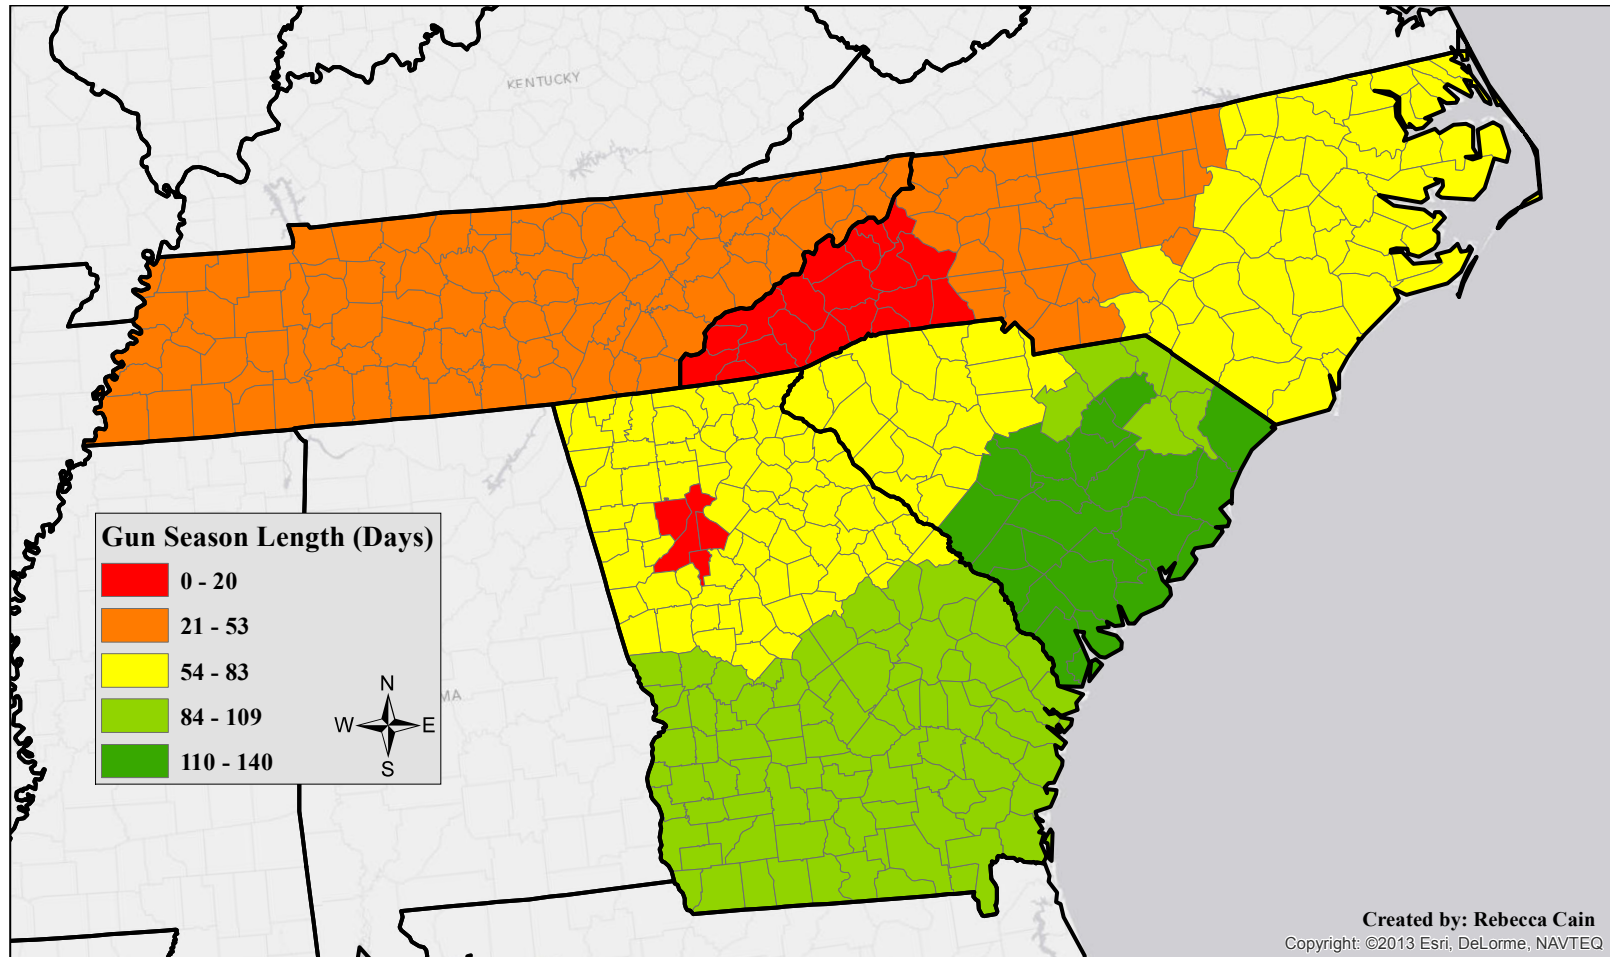 KENTUCKY
Gun Season Length (Days)
0 - 20
21 - 53
54 - 83
84 - 109
110 - 140
N
W E
S
MA
Created by: Rebecca Cain
Copyright: ©2013 Esri, DeLorme, NAVTEQ